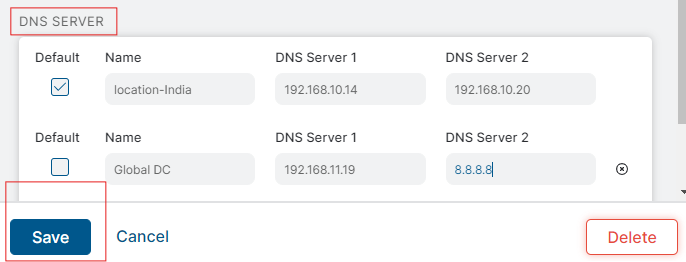 DNS SERVER
Default Name DNS Server 1 DNS Server 2
location-India 192.168.10.14 192.168.10.20
Default Name DNS Server 1 DNS Server 2
Global DC 192.168.11.19 8.8.8.8
Save Cancel Delete